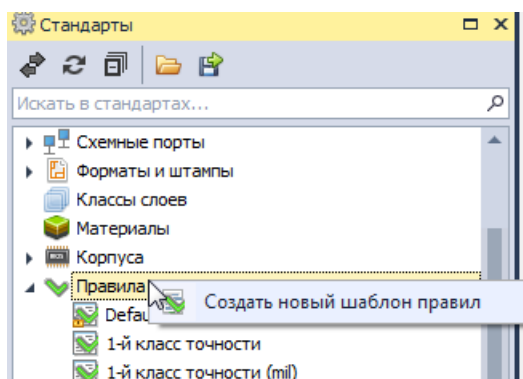 Стандарты
Искать в стандартах...
Схемные порты
Форматы и штампы
Классы слоев
Материалы
Корпуса
Правила
Создать новый шаблон правил
1-й класс точности
1-й класс точности (mil)